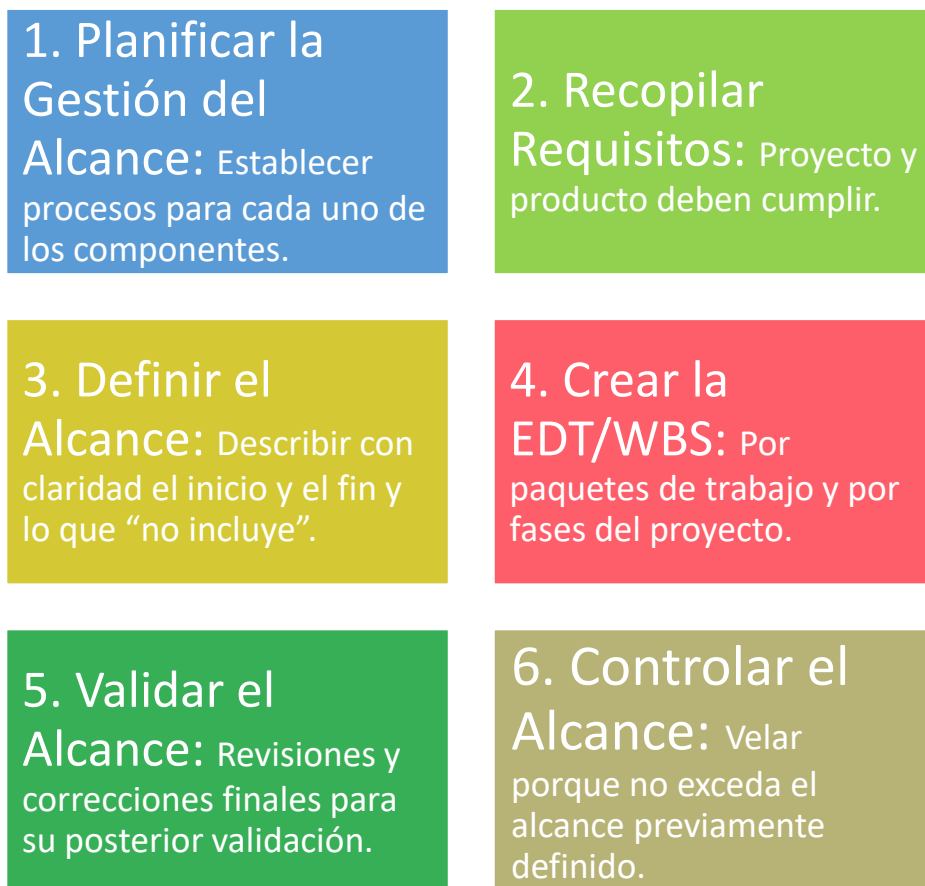 1. Planificar la
Gestión del
Alcance: Establecer
procesos para cada uno de
los componentes.
2. Recopilar
Requisitos: Proyecto y
producto deben cumplir.
3. Definir el
Alcance: Describir con
claridad el inicio y el fin y
lo que “no incluye”.
4. Crear la
EDT/WBS: Por
paquetes de trabajo y por
fases del proyecto.
5. Validar el
Alcance: Revisiones y
correcciones finales para
su posterior validación.
6. Controlar el
Alcance: Velar
porque no exceda el
alcance previamente
definido.